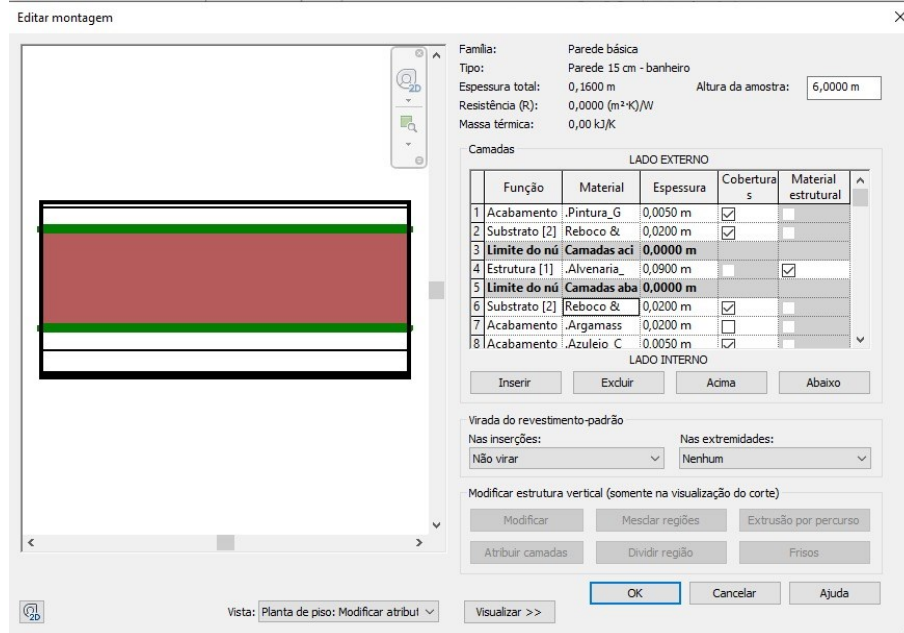 Editar montagem
2D
Família: Parede básica
Tipo: Parede 15 cm - banheiro
Espessura total: 0,1600 m Altura da amostra: 6,0000 m
Resistência (R): 0,0000 (m²·K)/W
Massa térmica: 0,00 kJ/K
Camadas
LADO EXTERNO
Função Material Espessura Coberturas Material estrutural
1 Acabamento .Pintura_G 0,0050 m
2 Substrato [2] Reboco & 0,0200 m
3 Limite do nú Camadas aci 0,0000 m
4 Estrutura [1] .Alvenaria_ 0,0900 m
5 Limite do nú Camadas aba 0,0000 m
6 Substrato [2] Reboco & 0,0200 m
7 Acabamento .Argamass 0,0200 m
8 Acabamento .Azulejo_C 0,0050 m
LADO INTERNO
Inserir Excluir Acima Abaixo
Virada do revestimento-padrão
Nas inserções: Nas extremidades:
Não virar Nenhum
Modificar estrutura vertical (somente na visualização do corte)
Modificar Mesclar regiões Extrusão por percurso
Atribuir camadas Dividir região Frisos
OK Cancelar Ajuda
2D Vista: Planta de piso: Modificar atribut Visualizar >>